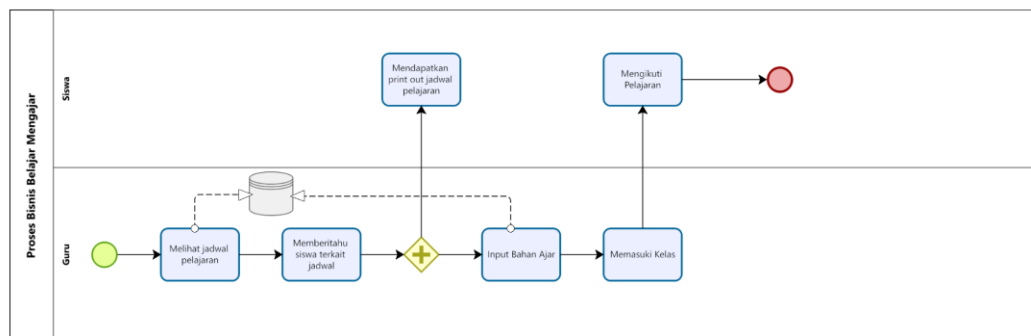 Proses Bisnis Belajar Mengajar
Siswa
Mendapatkan
print out jadwal
pelajaran
Mengikuti
Pelajaran
Guru
Melihat jadwal
pelajaran
Memberitahu
siswa terkait
jadwal
Input Bahan Ajar
Memasuki Kelas